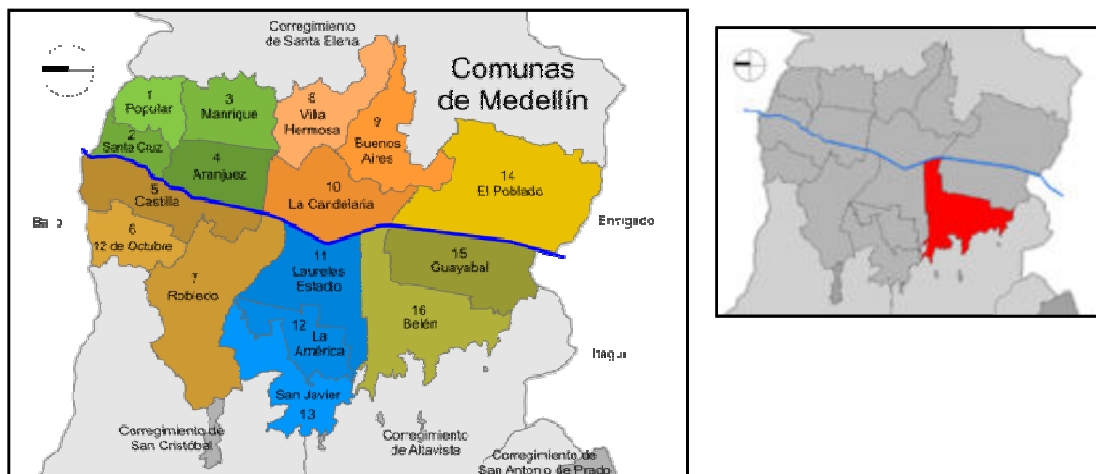 Corregimiento
de Santa Elena
Comunas
de Medellín
1
Popular
3
Manrique
8
Villa
Hermosa
9
Buenos
Aires
2
Santa Cruz
4
Aranjuez
14
El Poblado
5
Castilla
10
La Candelaria
Envigado
6
12 de Octubre
11
Laureles
Estadio
15
Guayabal
7
Robledo
16
Belén
12
La
América
San Javier
13
Corregimiento de
San Cristóbal
Corregimiento
de Altavista
Corregimiento de
San Antonio de Prado